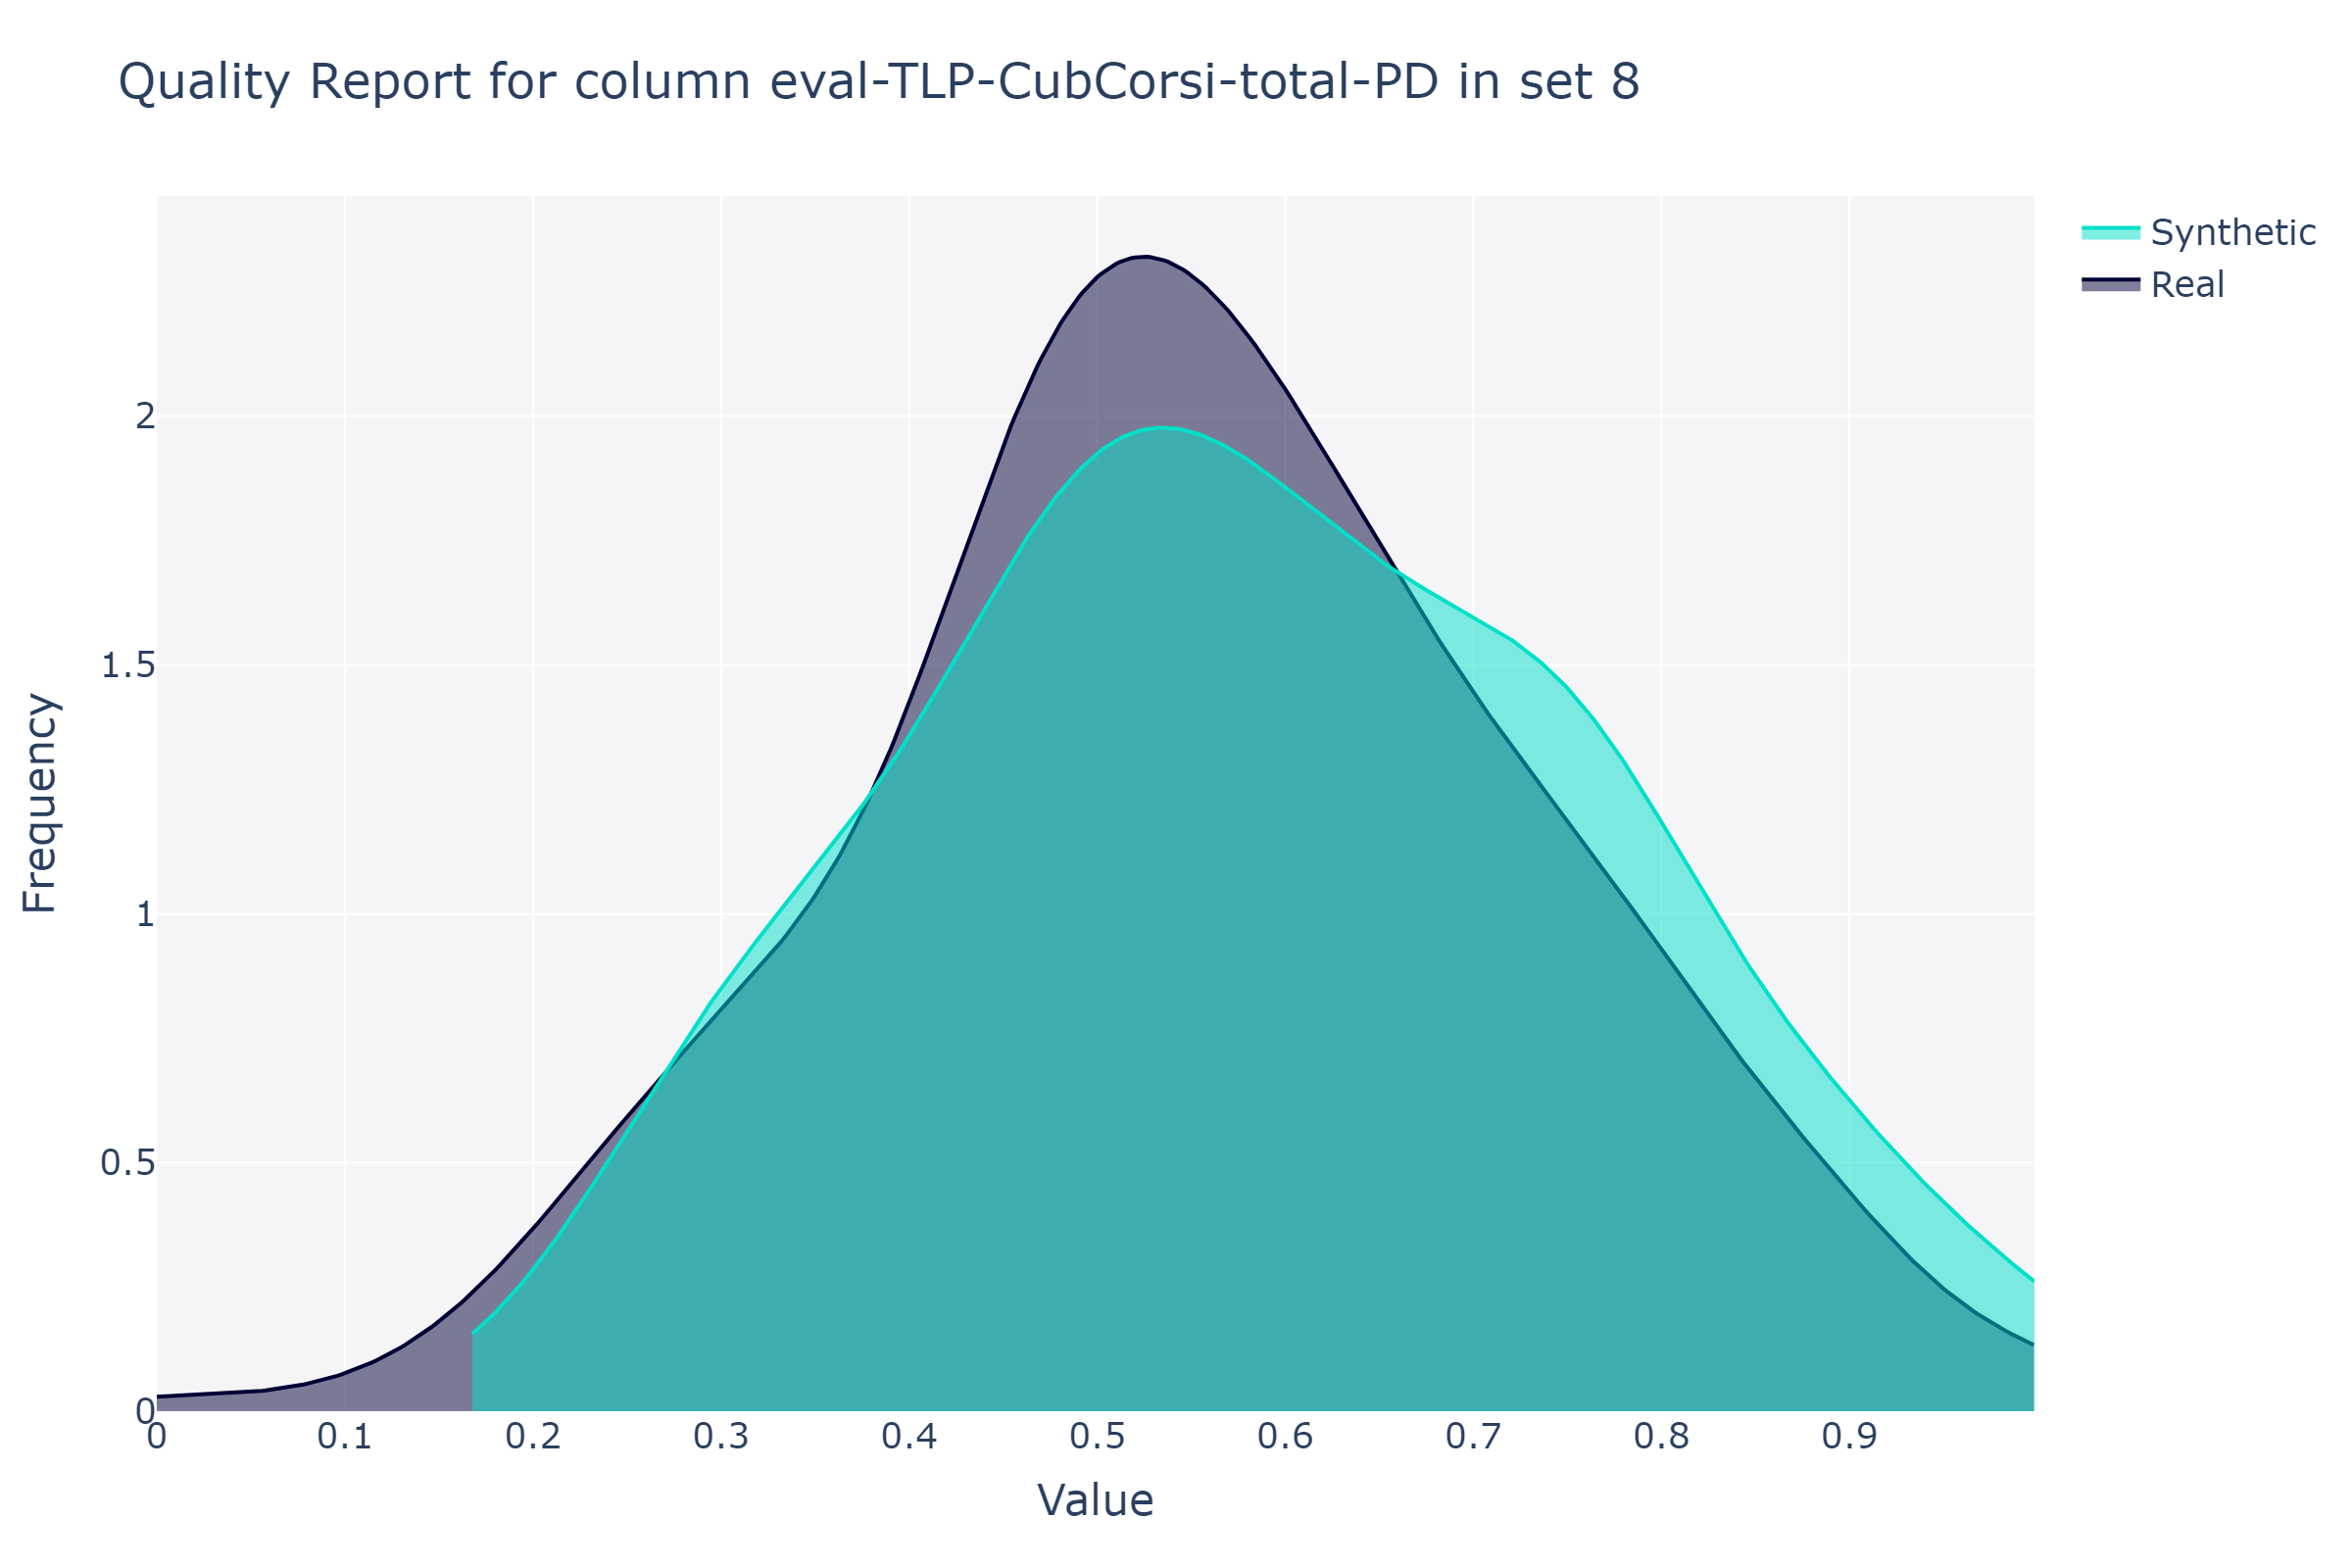 Quality Report for column eval-TLP-CubCorsi-total-PD in set 8
Synthetic
Real
Frequency
2
1.5
1
0.5
0
0 0.1 0.2 0.3 0.4 0.5 0.6 0.7 0.8 0.9
Value